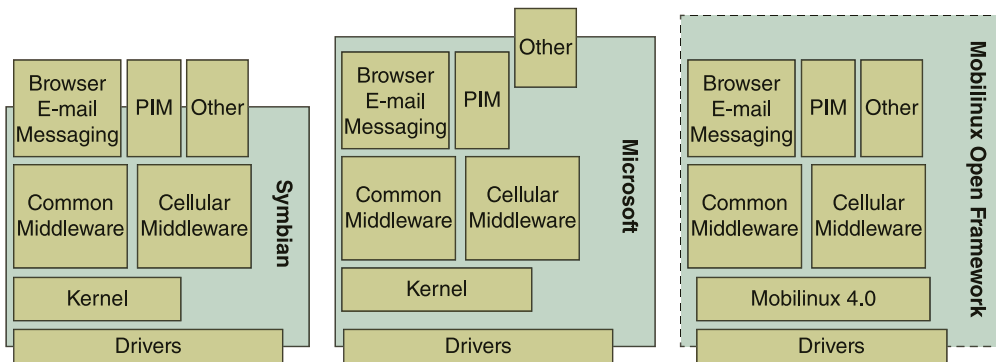 Browser
E-mail
Messaging
PIM
Other
Common
Middleware
Cellular
Middleware
Kernel
Drivers
Symbian
Other
Browser
E-mail
Messaging
PIM
Common
Middleware
Cellular
Middleware
Kernel
Drivers
Microsoft
Browser
E-mail
Messaging
PIM
Other
Common
Middleware
Cellular
Middleware
Mobilinux 4.0
Drivers
Mobilinux Open Framework